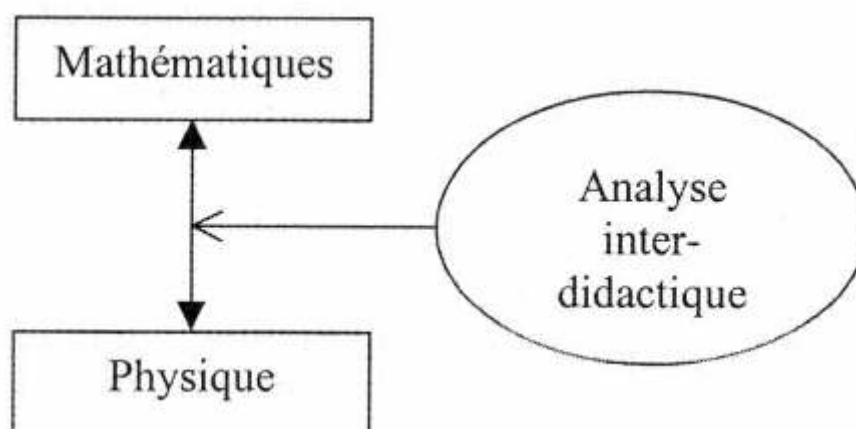 Mathématiques
Analyse
inter-
didactique
Physique